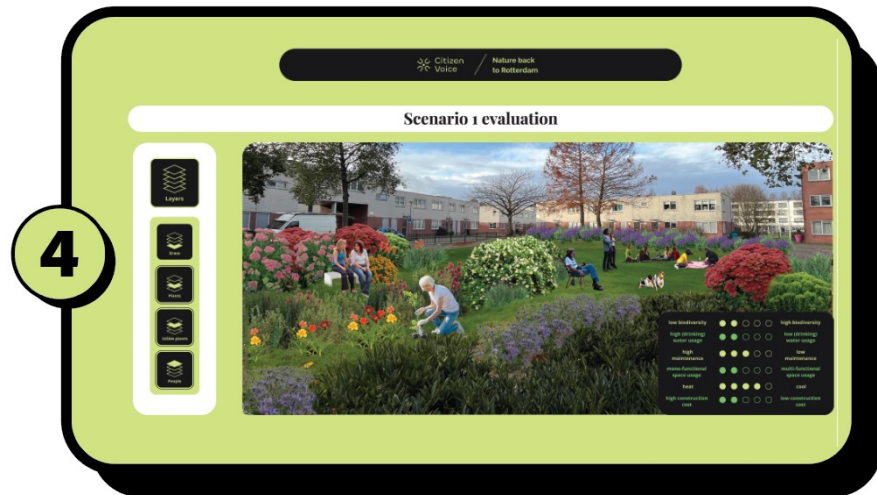 Citizen
Voice
Nature back
to Rotterdam
Scenario 1 evaluation
4
Layers
Grass
Plants
Edible plants
People
low biodiversity
high biodiversity
high (drinking)
water usage
low (drinking)
water usage
high
maintenance
low
maintenance
mono-functional
space usage
multi-functional
space usage
heat
cool
high construction
cost
low construction
cost